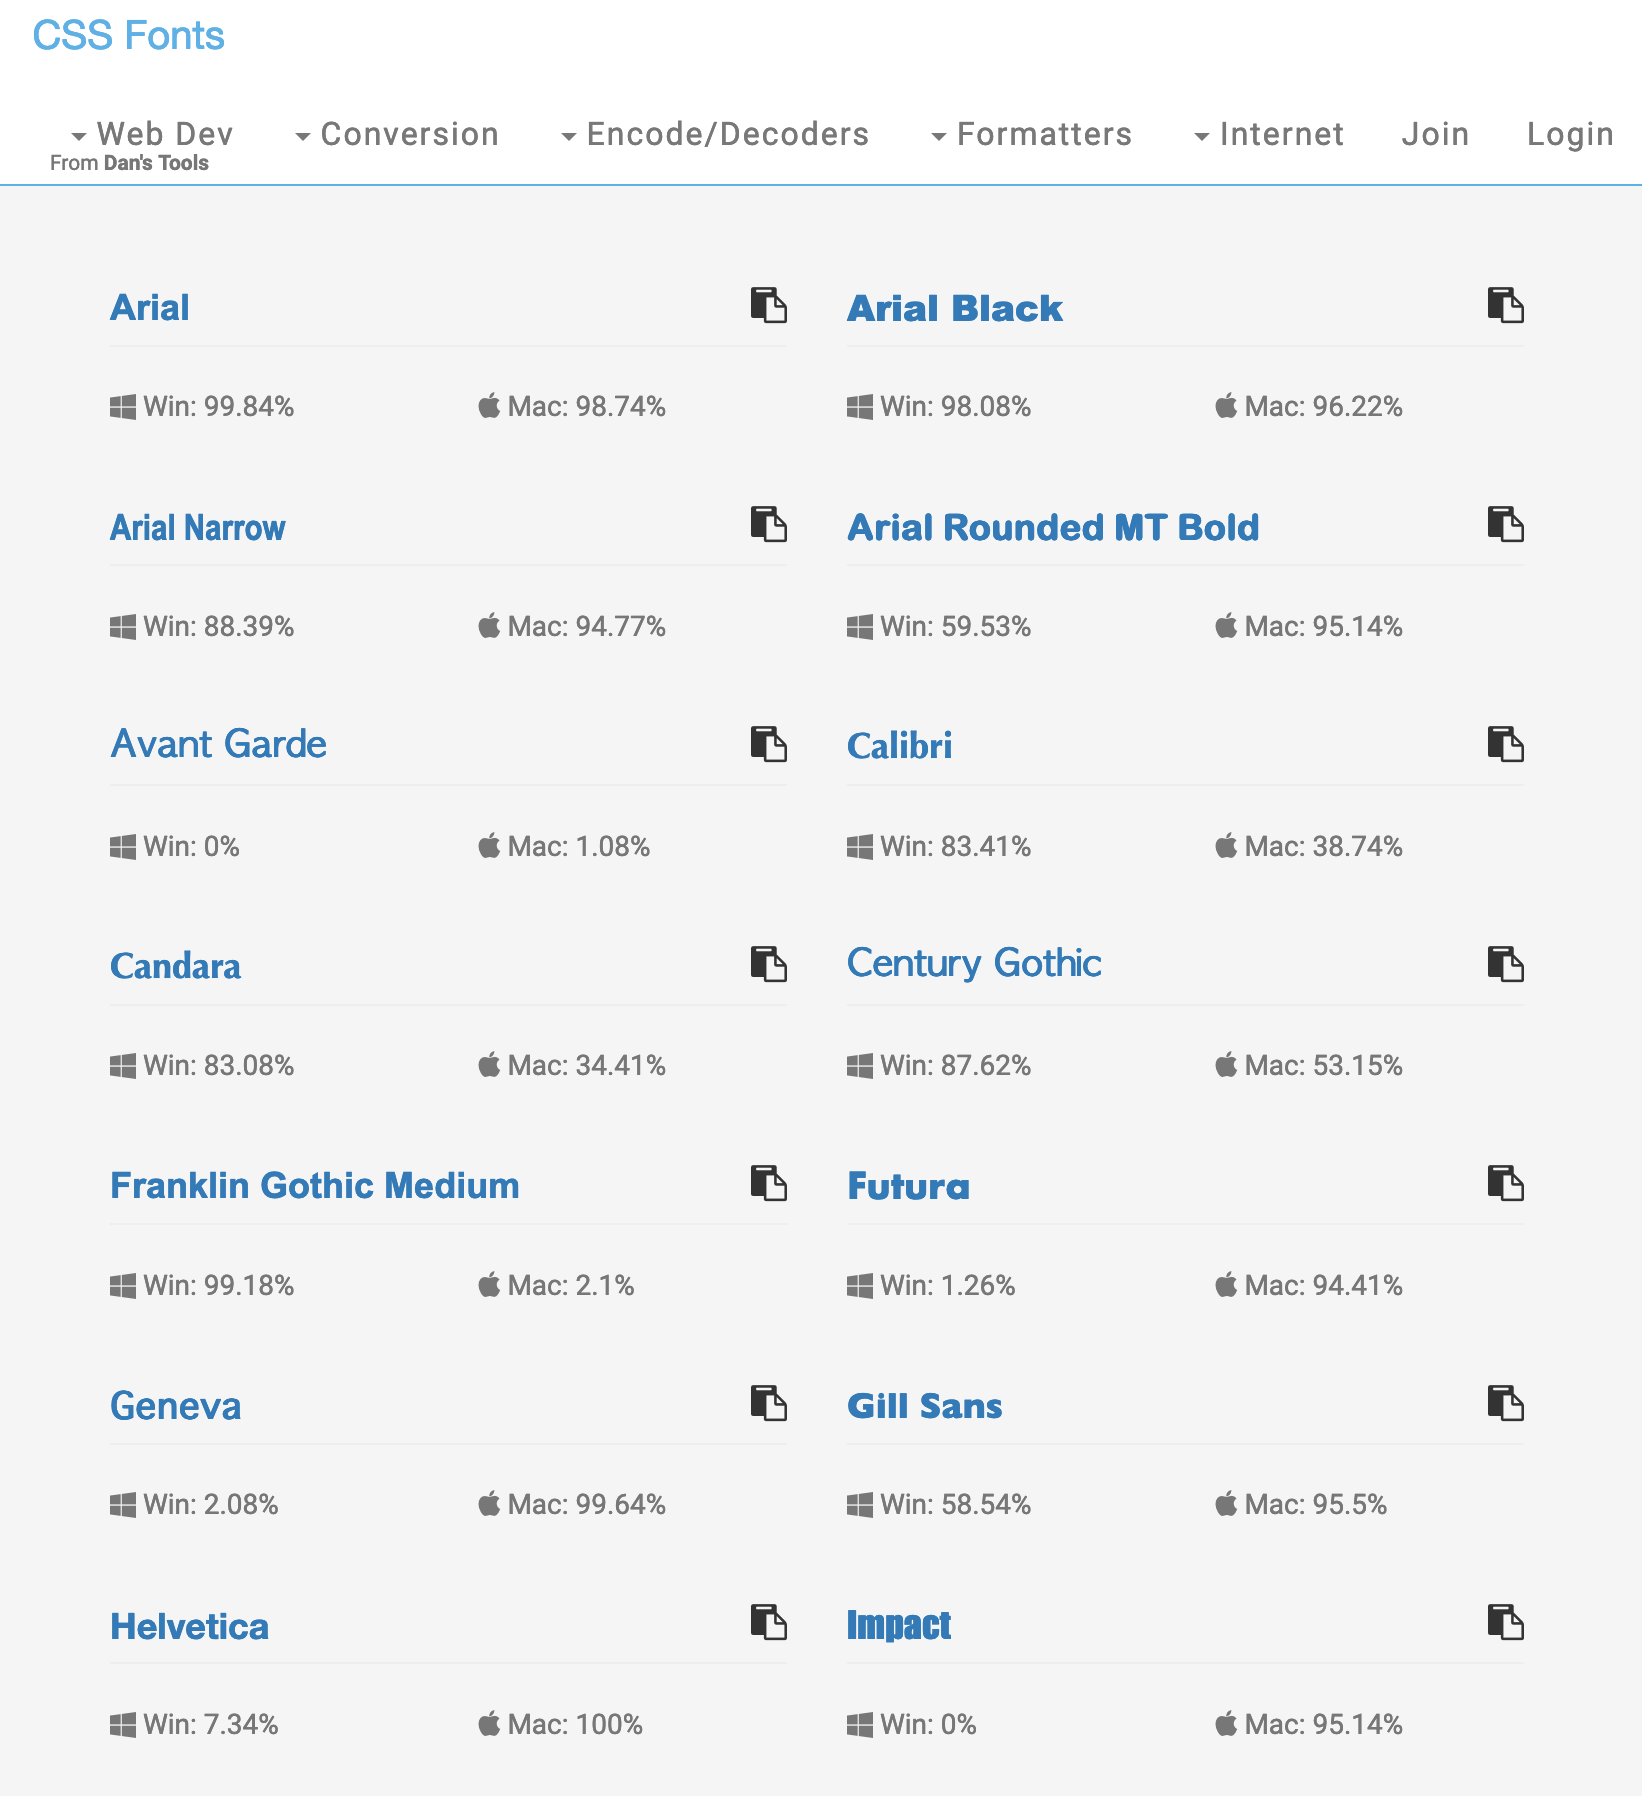 CSS Fonts
Web Dev Conversion Encode/Decoders Formatters Internet Join Login
From Dan's Tools
Arial Arial Black
Win: 99.84% Mac: 98.74% Win: 98.08% Mac: 96.22%
Arial Narrow Arial Rounded MT Bold
Win: 88.39% Mac: 94.77% Win: 59.53% Mac: 95.14%
Avant Garde Calibri
Win: 0% Mac: 1.08% Win: 83.41% Mac: 38.74%
Candara Century Gothic
Win: 83.08% Mac: 34.41% Win: 87.62% Mac: 53.15%
Franklin Gothic Medium Futura
Win: 99.18% Mac: 2.1% Win: 1.26% Mac: 94.41%
Geneva Gill Sans
Win: 2.08% Mac: 99.64% Win: 58.54% Mac: 95.5%
Helvetica Impact
Win: 7.34% Mac: 100% Win: 0% Mac: 95.14%